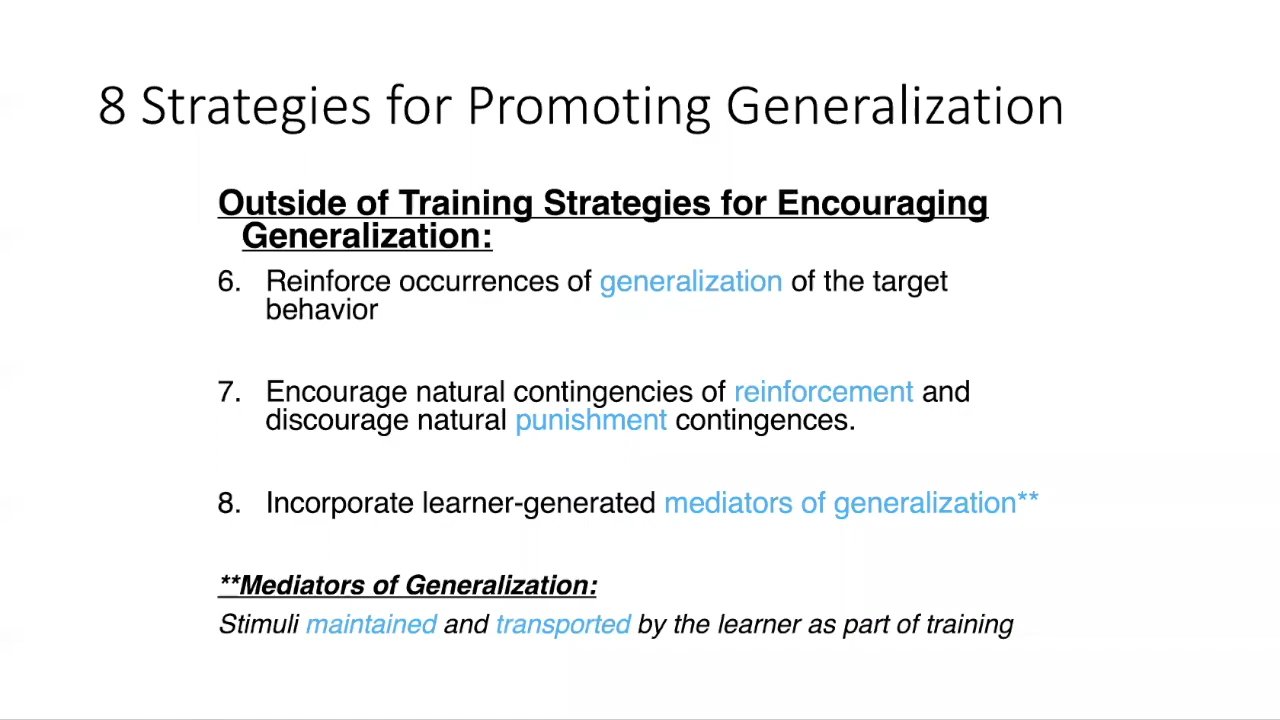 8 Strategies for Promoting Generalization
Outside of Training Strategies for Encouraging
Generalization:
6. Reinforce occurrences of generalization of the target
behavior
7. Encourage natural contingencies of reinforcement and
discourage natural punishment contingences.
8. Incorporate learner-generated mediators of generalization**
**Mediators of Generalization:
Stimuli maintained and transported by the learner as part of training